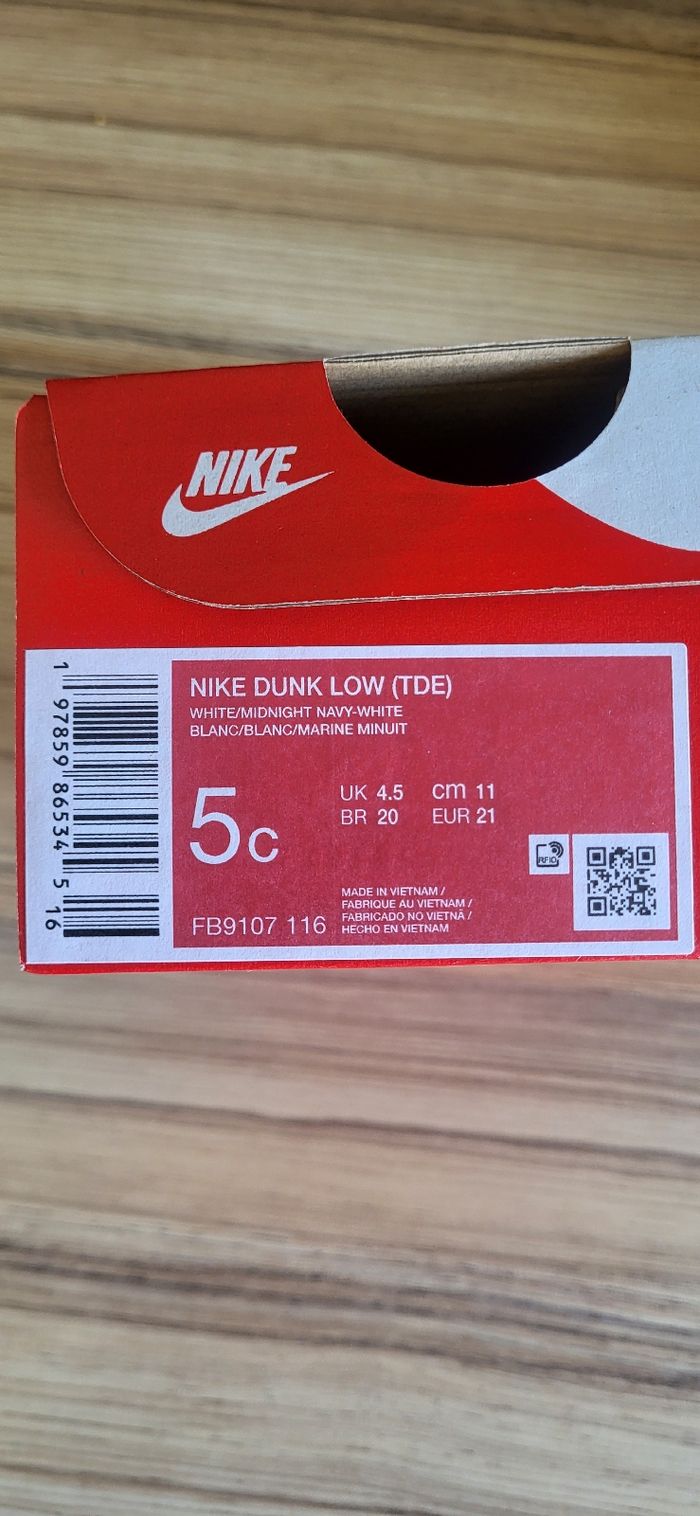 NIKE
NIKE DUNK LOW (TDE)
WHITE/MIDNIGHT NAVY-WHITE
BLANC/BLANC/MARINE MINUIT
5c
UK 4.5 cm 11
BR 20 EUR 21
RFID
MADE IN VIETNAM /
FABRIQUE AU VIETNAM /
FABRICADO NO VIETNÃ /
HECHO EN VIETNAM
FB9107 116
1 97859 86534 5 16